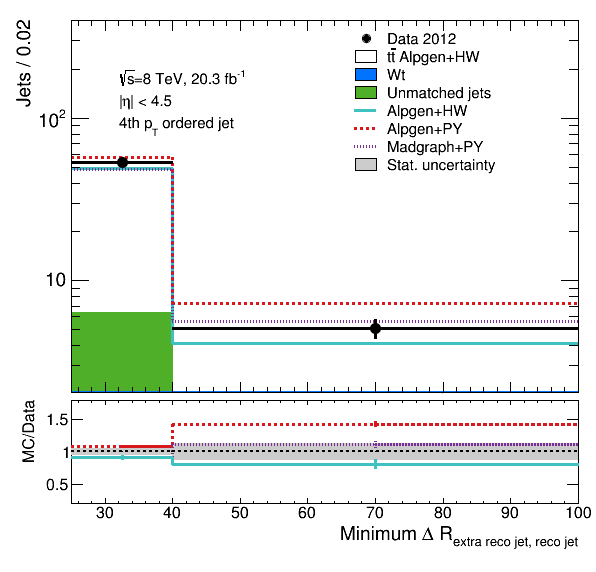 Jets / 0.02
Data 2012
tt̄ Alpgen+HW
Wt
Unmatched jets
Alpgen+HW
Alpgen+PY
Madgraph+PY
Stat. uncertainty
√s=8 TeV, 20.3 fb⁻¹
|η| < 4.5
4th p_T ordered jet
10²
10
MC/Data
1.5
1
0.5
30 40 50 60 70 80 90 100
Minimum Δ R_extra reco jet, reco jet